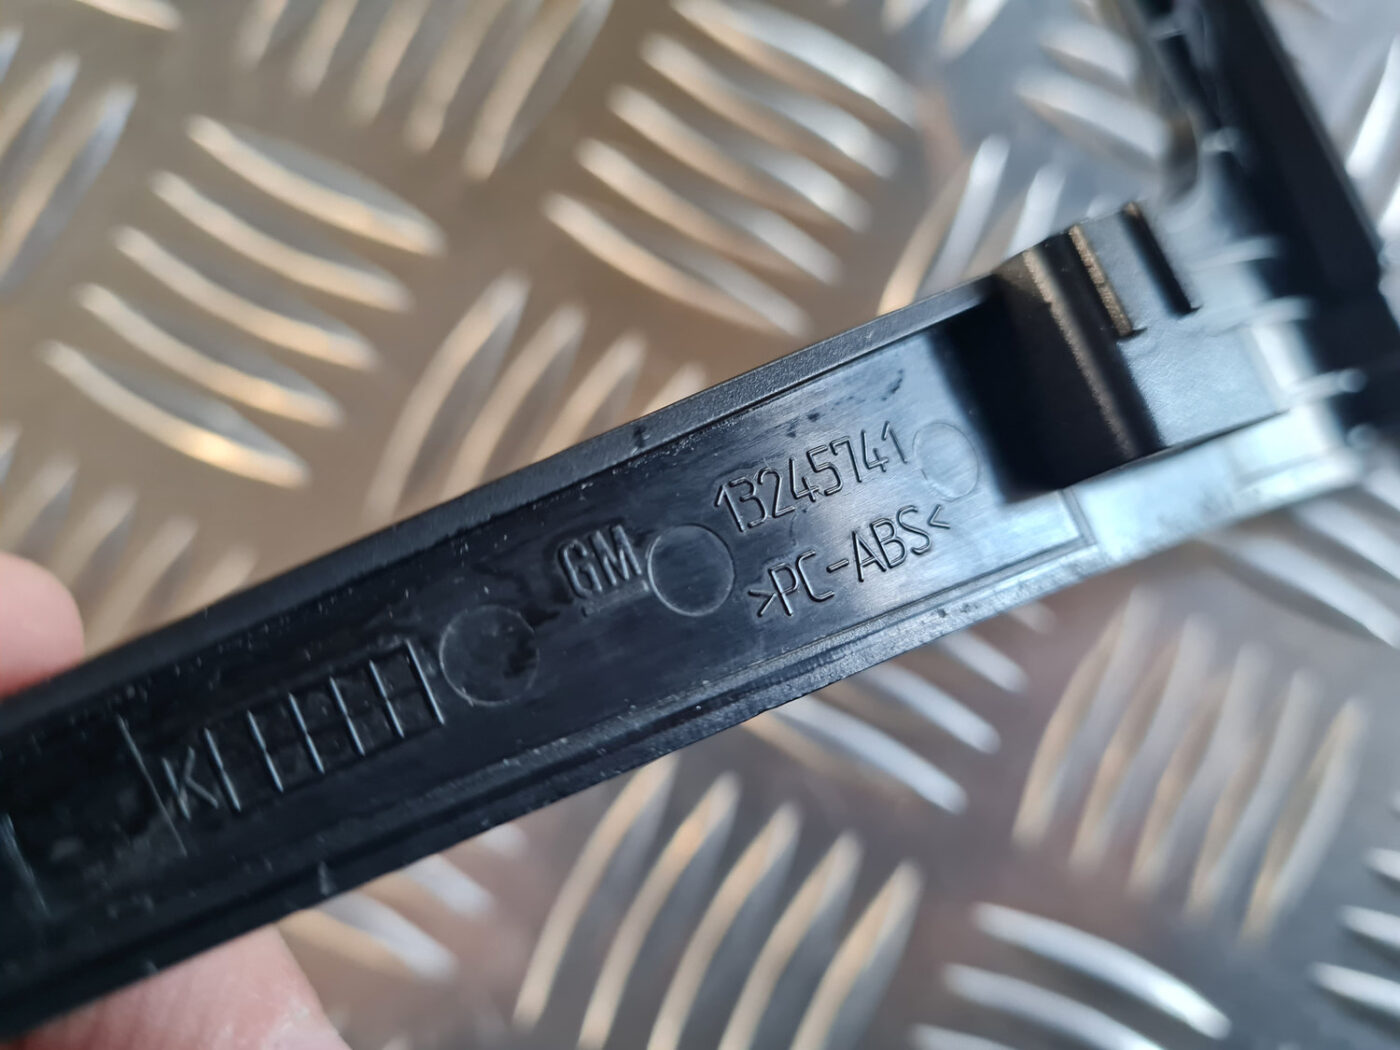 13245741
GM
>PC-ABS<
K